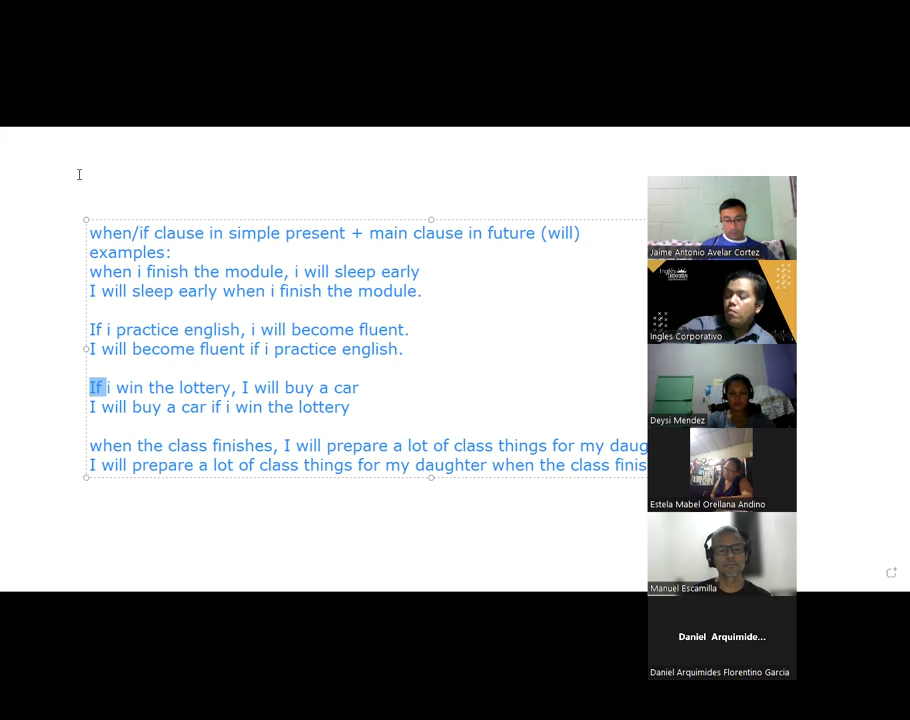 when/if clause in simple present + main clause in future (will)
examples:
when i finish the module, i will sleep early
I will sleep early when i finish the module.
If i practice english, i will become fluent.
I will become fluent if i practice english.
If i win the lottery, I will buy a car
I will buy a car if i win the lottery
when the class finishes, I will prepare a lot of class things for my daug
I will prepare a lot of class things for my daughter when the class finis
Jaime Antonio Avelar Cortez
Inglés
Ingles Corporativo
Deysi Mendez
Estela Mabel Orellana Andino
Manuel Escamilla
Daniel Arquimide...
Daniel Arquimides Florentino Garcia